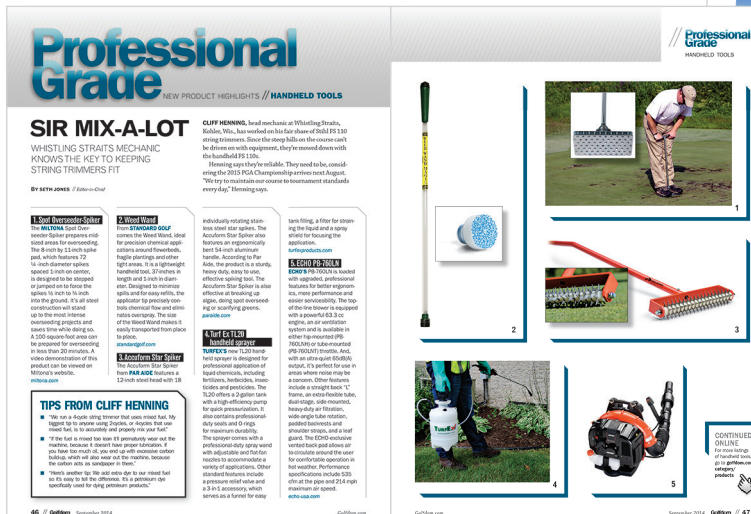 Professional
Grade
NEW PRODUCT HIGHLIGHTS // HANDHELD TOOLS
SIR MIX-A-LOT
WHISTLING STRAITS MECHANIC
KNOWS THE KEY TO KEEPING
STRING TRIMMERS FIT
BY SETH JONES // Editor-in-Chief
CLIFF HENNING, head mechanic at Whistling Straits,
Kohler, Wis., has worked on his fair share of Stihl FS 110
string trimmers. Since the steep hills on the course can't
be driven on with equipment, they're mowed down with
the handheld FS 110s.
Henning says they're reliable. They need to be, consid-
ering the 2015 PGA Championship arrives next August.
"We try to maintain our course to tournament standards
every day," Henning says.
1. Spot Overseeder-Spiker
The MILTONA Spot Over-
seeder-Spiker prepares mid-
sized areas for overseeding.
The 8-inch by 11-inch spike
pad, which features 72
¼-inch diameter spikes
spaced 1-inch on center,
is designed to be stepped
or jumped on to force the
spikes ½ inch to ¾ inch
into the ground. It's all steel
construction will stand
up to the most intense
overseeding projects and
saves time while doing so.
A 100-square-foot area can
be prepared for overseeding
in less than 20 minutes. A
video demonstration of this
product can be viewed on
Miltona's website.
miltona.com
2. Weed Wand
From STANDARD GOLF
comes the Weed Wand, ideal
for precision chemical appli-
cations around flowerbeds,
fragile plantings and other
tight areas. It is a lightweight
handheld tool, 37-inches in
length and 1-inch in diam-
eter. Designed to minimize
spills and for easy refills, the
applicator tip precisely con-
trols chemical flow and elimi-
nates overspray. The size
of the Weed Wand makes it
easily transported from place
to place.
standardgolf.com
3. Accuform Star Spiker
The Accuform Star Spiker
from PAR AIDE features a
12-inch steel head with 18
individually rotating stain-
less steel star spikes. The
Accuform Star Spiker also
features an ergonomically
bent 54-inch aluminum
handle. According to Par
Aide, the product is a sturdy,
heavy duty, easy to use,
effective spiking tool. The
Accuform Star Spiker is also
effective at breaking up
algae, doing spot overseed-
ing or scarifying greens.
paraide.com
4. Turf Ex TL20
handheld sprayer
TURFEX'S new TL20 hand-
held sprayer is designed for
professional application of
liquid chemicals, including
fertilizers, herbicides, insec-
ticides and pesticides. The
TL20 offers a 2-gallon tank
with a high-efficiency pump
for quick pressurization. It
also contains professional-
duty seals and O-rings
for maximum durability.
The sprayer comes with a
professional-duty spray wand
with adjustable and flat-fan
nozzles to accommodate a
variety of applications. Other
standard features include
a pressure relief valve and
a 3-in-1 accessory, which
serves as a funnel for easy
tank filling, a filter for strain-
ing the liquid and a spray
shield for focusing the
application.
turfexproducts.com
5. ECHO PB-760LN
ECHO'S PB-760LN is loaded
with upgraded, professional
features for better ergonom-
ics, more performance and
easier serviceability. The top-
of-the-line blower is equipped
with a powerful 63.3 cc
engine, an air ventilation
system and is available in
either hip-mounted (PB-
760LNH) or tube-mounted
(PB-760LNT) throttle. And,
with an ultra-quiet 65dB(A)
output, it's perfect for use in
areas where noise may be
a concern. Other features
include a straight back "L"
frame, an extra-flexible tube,
dual-stage, side-mounted,
heavy-duty air filtration,
wide-angle tube rotation,
padded backrests and
shoulder straps, and a leaf
guard. The ECHO-exclusive
vented back pad allows air
to circulate around the user
for comfortable operation in
hot weather. Performance
specifications include 535
cfm at the pipe and 214 mph
maximum air speed.
echo-usa.com
TIPS FROM CLIFF HENNING
"We run a 4-cycle string trimmer that uses mixed fuel. My
biggest tip to anyone using 2-cycles, or 4-cycles that use
mixed fuel, is to accurately and properly mix your fuel."
"If the fuel is mixed too lean it'll prematurely wear out the
machine, because it doesn't have proper lubrication. If
you have too much oil, you end up with excessive carbon
build-up, which will also wear out the machine, because
the carbon acts as sandpaper in there."
"Here's another tip: We add extra dye to our mixed fuel
so it's easy to tell the difference. It's a petroleum dye
specifically used for dying petroleum products."
46 // Golfdom September 2014
Golfdom.com
// Professional
Grade
HANDHELD TOOLS
1
2
3
TURFEX
4
5
CONTINUED
ONLINE
For more listings
of handheld tools,
go to golfdom.com
category/
products
Golfdom.com
September 2014 Golfdom // 47